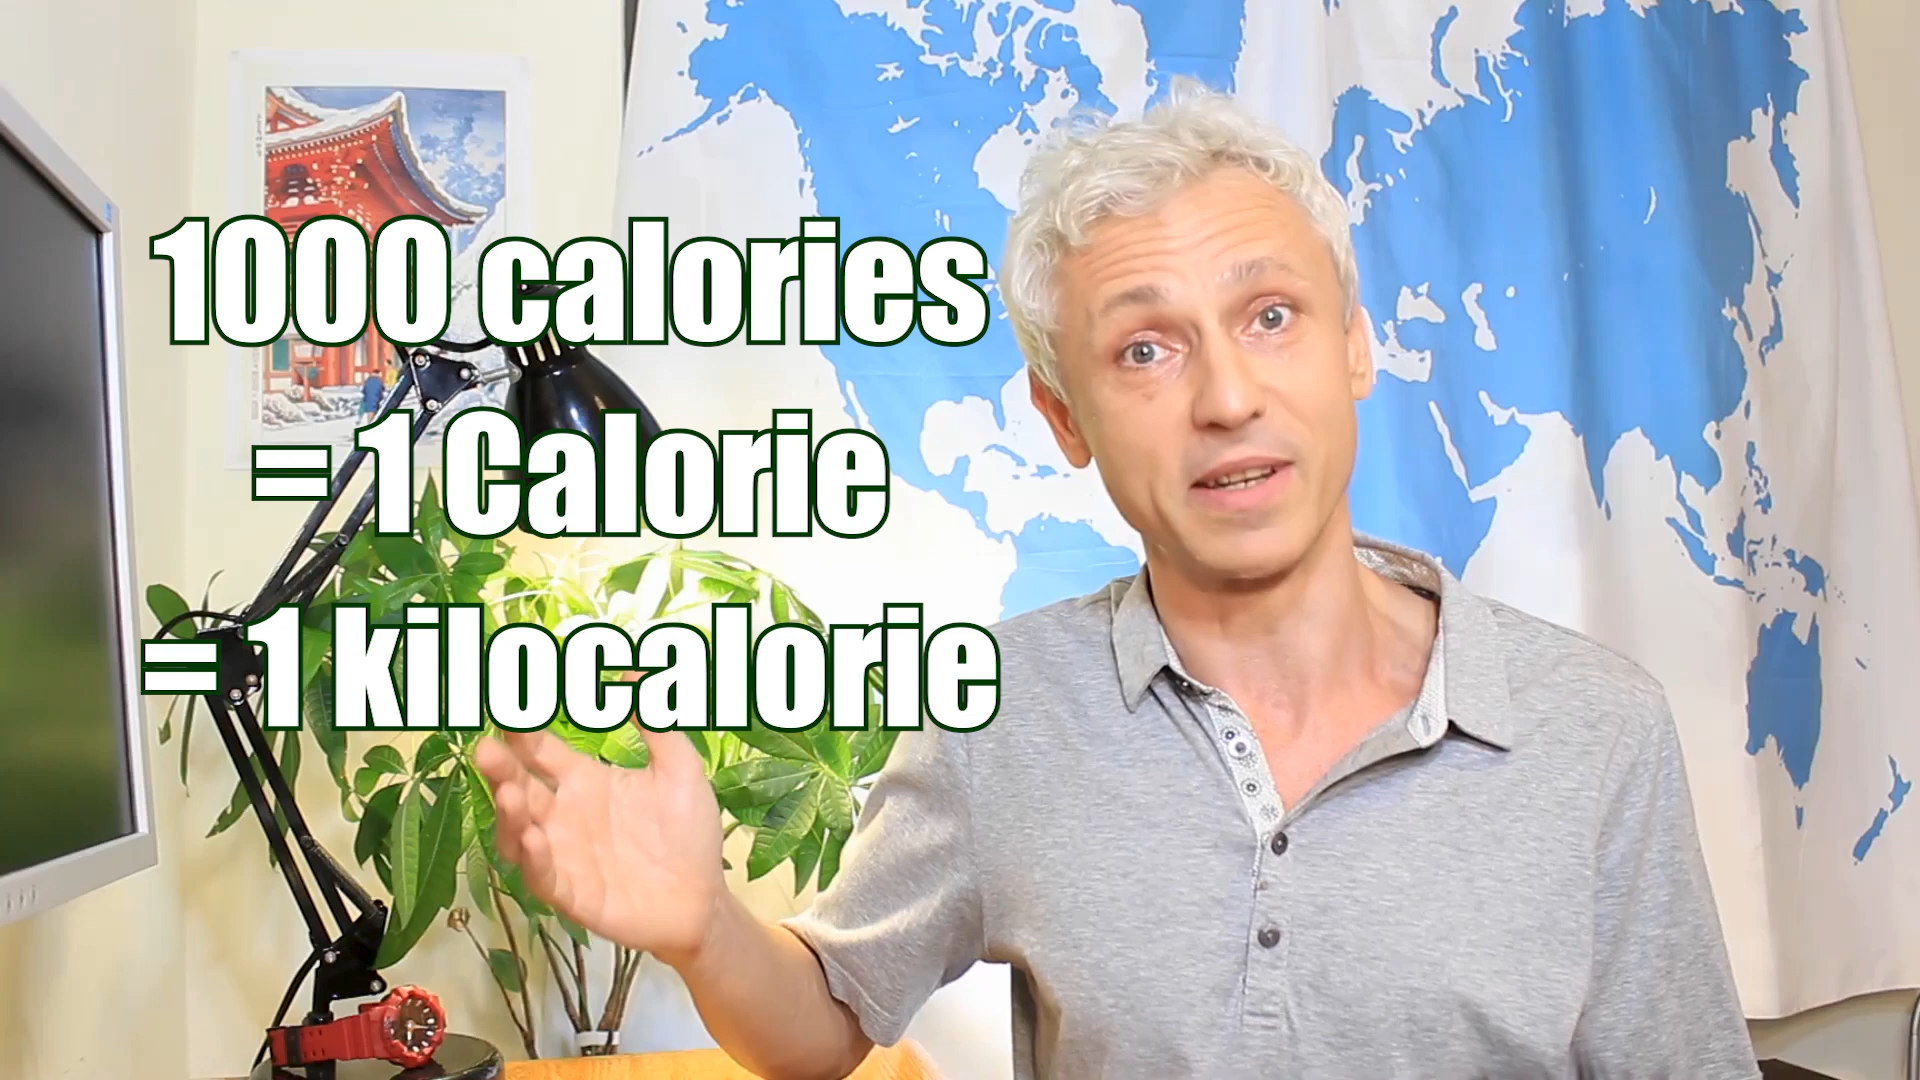 1000 calories
= 1 Calorie
= 1 kilocalorie